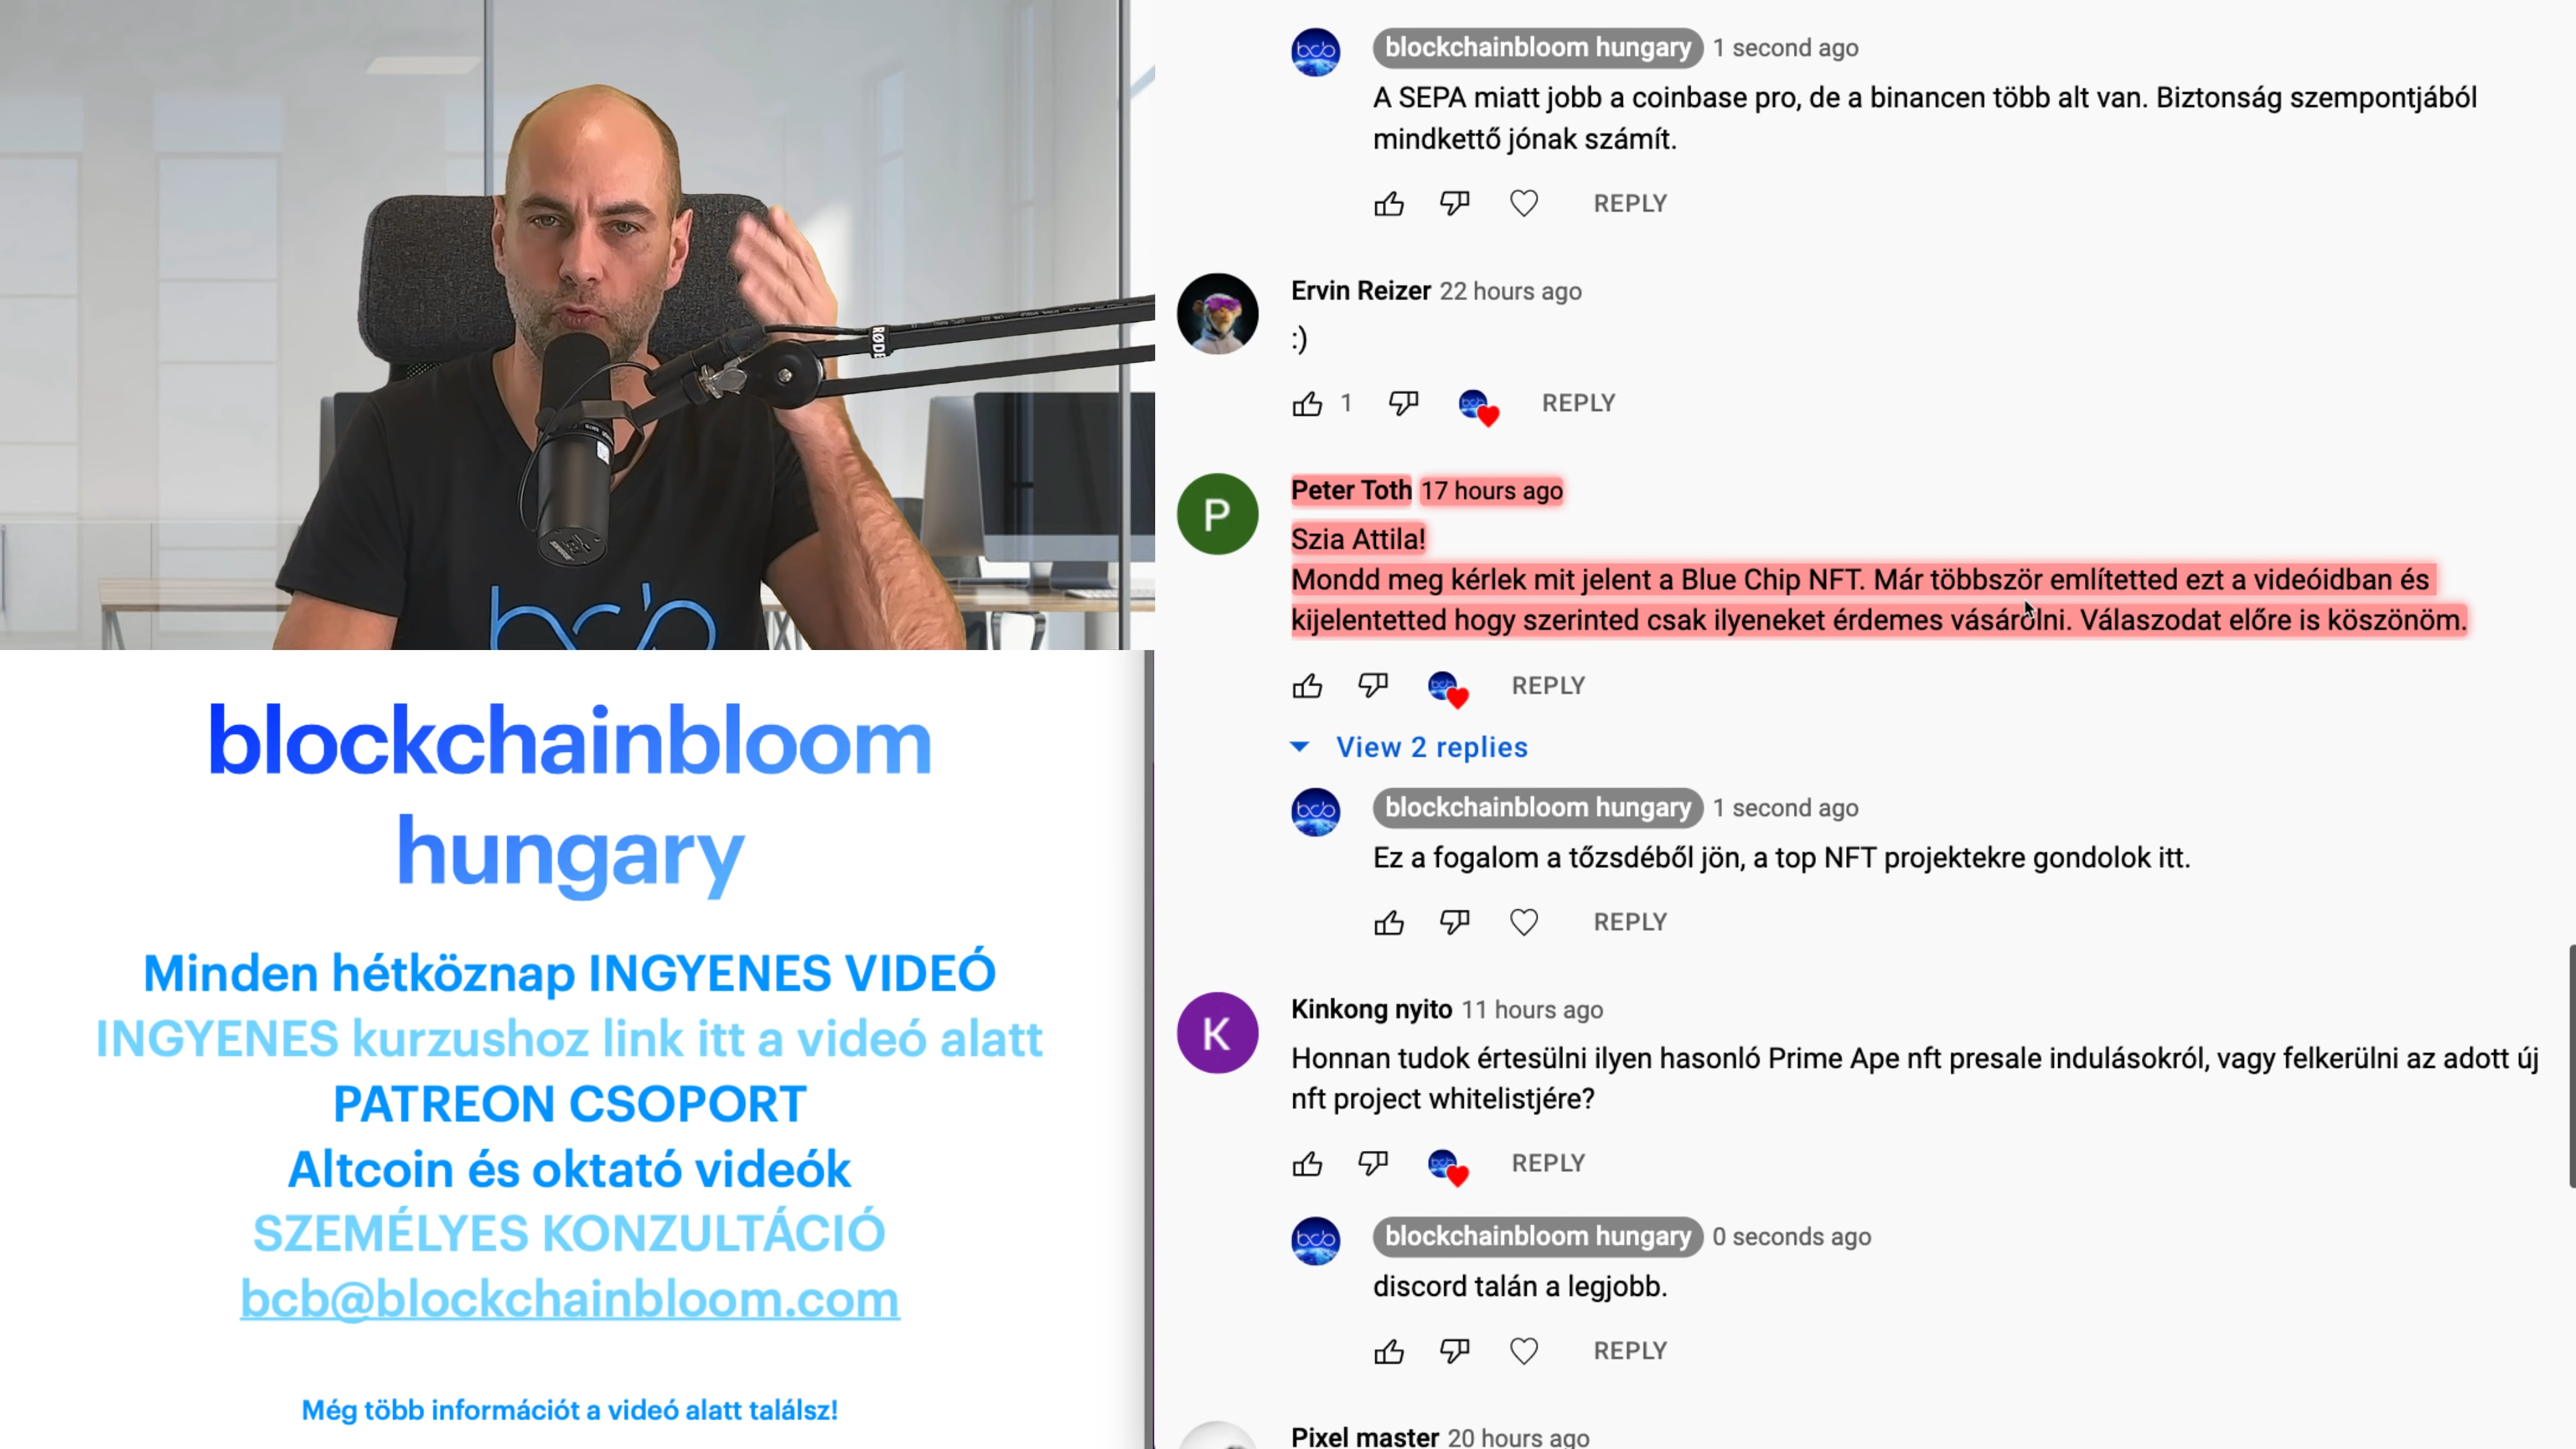 RØDE
bcb
blockchainbloom
hungary
Minden hétköznap INGYENES VIDEÓ
INGYENES kurzushoz link itt a videó alatt
PATREON CSOPORT
Altcoin és oktató videók
SZEMÉLYES KONZULTÁCIÓ
bcb@blockchainbloom.com
Még több információt a videó alatt találsz!
bcb
blockchainbloom hungary 1 second ago
A SEPA miatt jobb a coinbase pro, de a binancen több alt van. Biztonság szempontjából
mindkettő jónak számít.
REPLY
Ervin Reizer 22 hours ago
:)
1 REPLY
P
Peter Toth 17 hours ago
Szia Attila!
Mondd meg kérlek mit jelent a Blue Chip NFT. Már többször említetted ezt a videóidban és
kijelentetted hogy szerinted csak ilyeneket érdemes vásárolni. Válaszodat előre is köszönöm.
REPLY
View 2 replies
bcb
blockchainbloom hungary 1 second ago
Ez a fogalom a tőzsdéből jön, a top NFT projektekre gondolok itt.
REPLY
K
Kinkong nyito 11 hours ago
Honnan tudok értesülni ilyen hasonló Prime Ape nft presale indulásokról, vagy felkerülni az adott új
nft project whitelistjére?
REPLY
bcb
blockchainbloom hungary 0 seconds ago
discord talán a legjobb.
REPLY
Pixel master 20 hours ago